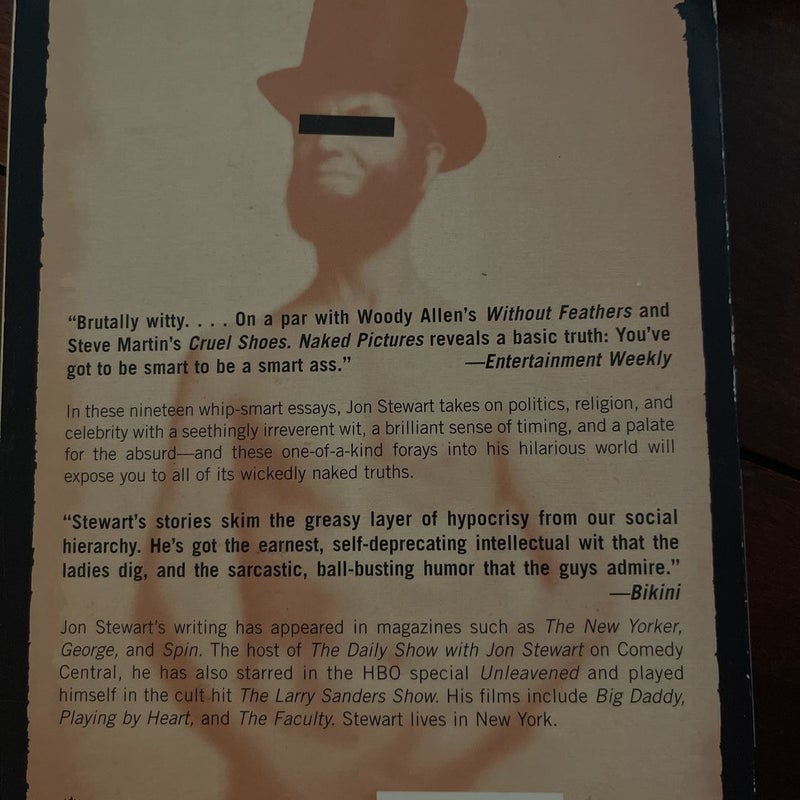 “Brutally witty. . . . On a par with Woody Allen’s Without Feathers and
Steve Martin’s Cruel Shoes. Naked Pictures reveals a basic truth: You’ve
got to be smart to be a smart ass.” —Entertainment Weekly
In these nineteen whip-smart essays, Jon Stewart takes on politics, religion, and
celebrity with a seethingly irreverent wit, a brilliant sense of timing, and a palate
for the absurd—and these one-of-a-kind forays into his hilarious world will
expose you to all of its wickedly naked truths.
“Stewart’s stories skim the greasy layer of hypocrisy from our social
hierarchy. He’s got the earnest, self-deprecating intellectual wit that the
ladies dig, and the sarcastic, ball-busting humor that the guys admire.”
—Bikini
Jon Stewart’s writing has appeared in magazines such as The New Yorker,
George, and Spin. The host of The Daily Show with Jon Stewart on Comedy
Central, he has also starred in the HBO special Unleavened and played
himself in the cult hit The Larry Sanders Show. His films include Big Daddy,
Playing by Heart, and The Faculty. Stewart lives in New York.